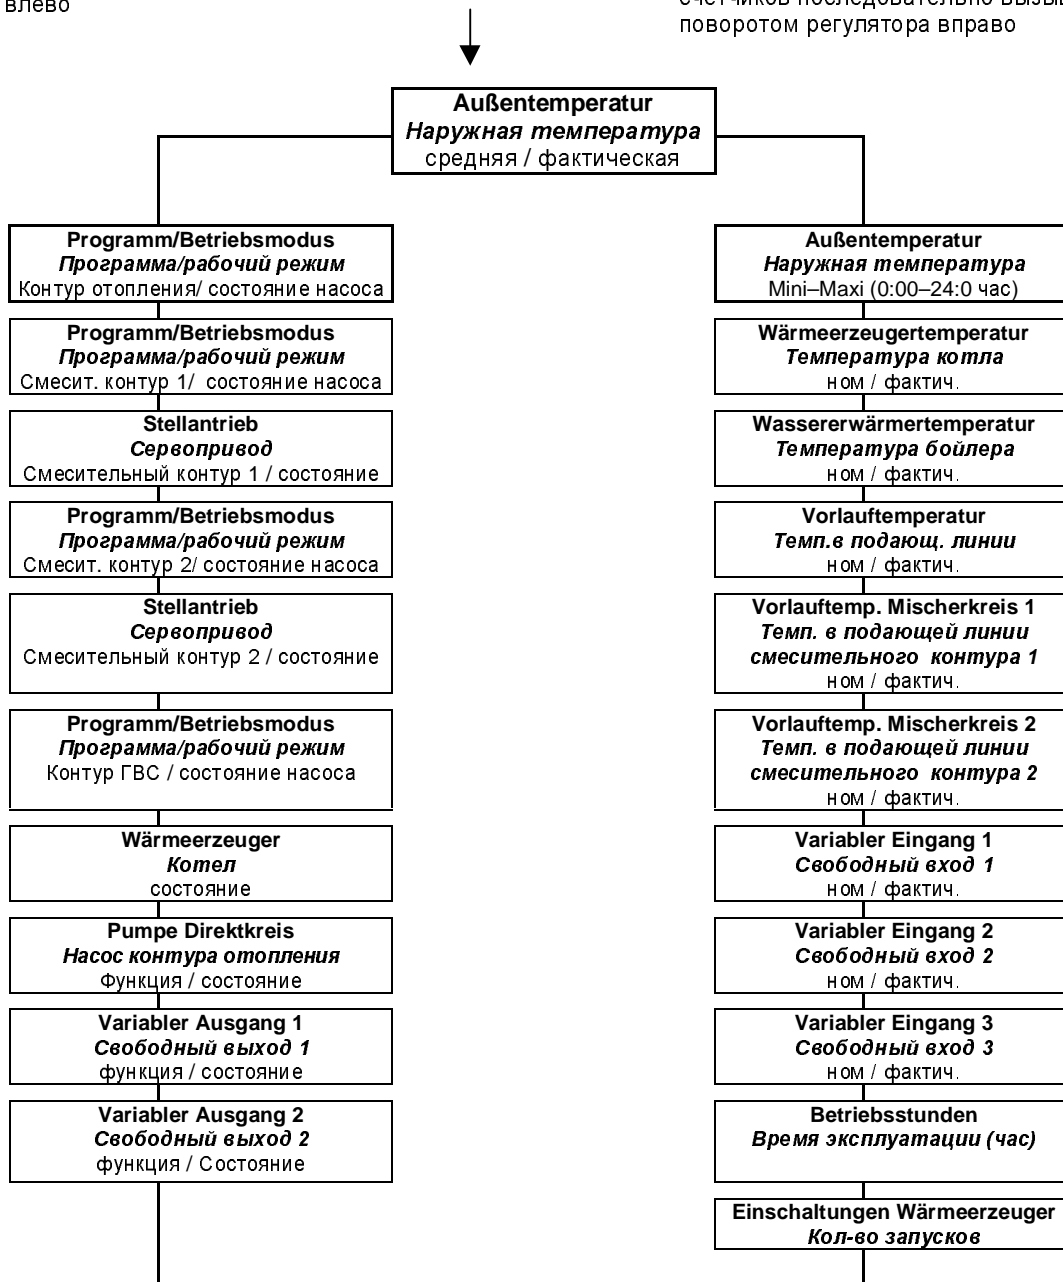 влево
поворотом регулятора вправо
Außentemperatur
Наружная температура
средняя / фактическая
Programm/Betriebsmodus
Программа/рабочий режим
Контур отопления/ состояние насоса
Programm/Betriebsmodus
Программа/рабочий режим
Смесит. контур 1/ состояние насоса
Stellantrieb
Сервопривод
Смесительный контур 1 / состояние
Programm/Betriebsmodus
Программа/рабочий режим
Смесит. контур 2/ состояние насоса
Stellantrieb
Сервопривод
Смесительный контур 2 / состояние
Programm/Betriebsmodus
Программа/рабочий режим
Контур ГВС / состояние насоса
Wärmeerzeuger
Котел
состояние
Pumpe Direktkreis
Насос контура отопления
Функция / состояние
Variabler Ausgang 1
Свободный выход 1
функция / состояние
Variabler Ausgang 2
Свободный выход 2
функция / Состояние
Außentemperatur
Наружная температура
Mini–Maxi (0:00–24:0 час)
Wärmeerzeugertemperatur
Температура котла
ном / фактич.
Wassererwärmertemperatur
Температура бойлера
ном / фактич.
Vorlauftemperatur
Темп.в подающ. линии
ном / фактич.
Vorlauftemp. Mischerkreis 1
Темп. в подающей линии
смесительного контура 1
ном / фактич.
Vorlauftemp. Mischerkreis 2
Темп. в подающей линии
смесительного контура 2
ном / фактич.
Variabler Eingang 1
Свободный вход 1
ном / фактич.
Variabler Eingang 2
Свободный вход 2
ном / фактич.
Variabler Eingang 3
Свободный вход 3
ном / фактич.
Betriebsstunden
Время эксплуатации (час)
Einschaltungen Wärmeerzeuger
Кол-во запусков